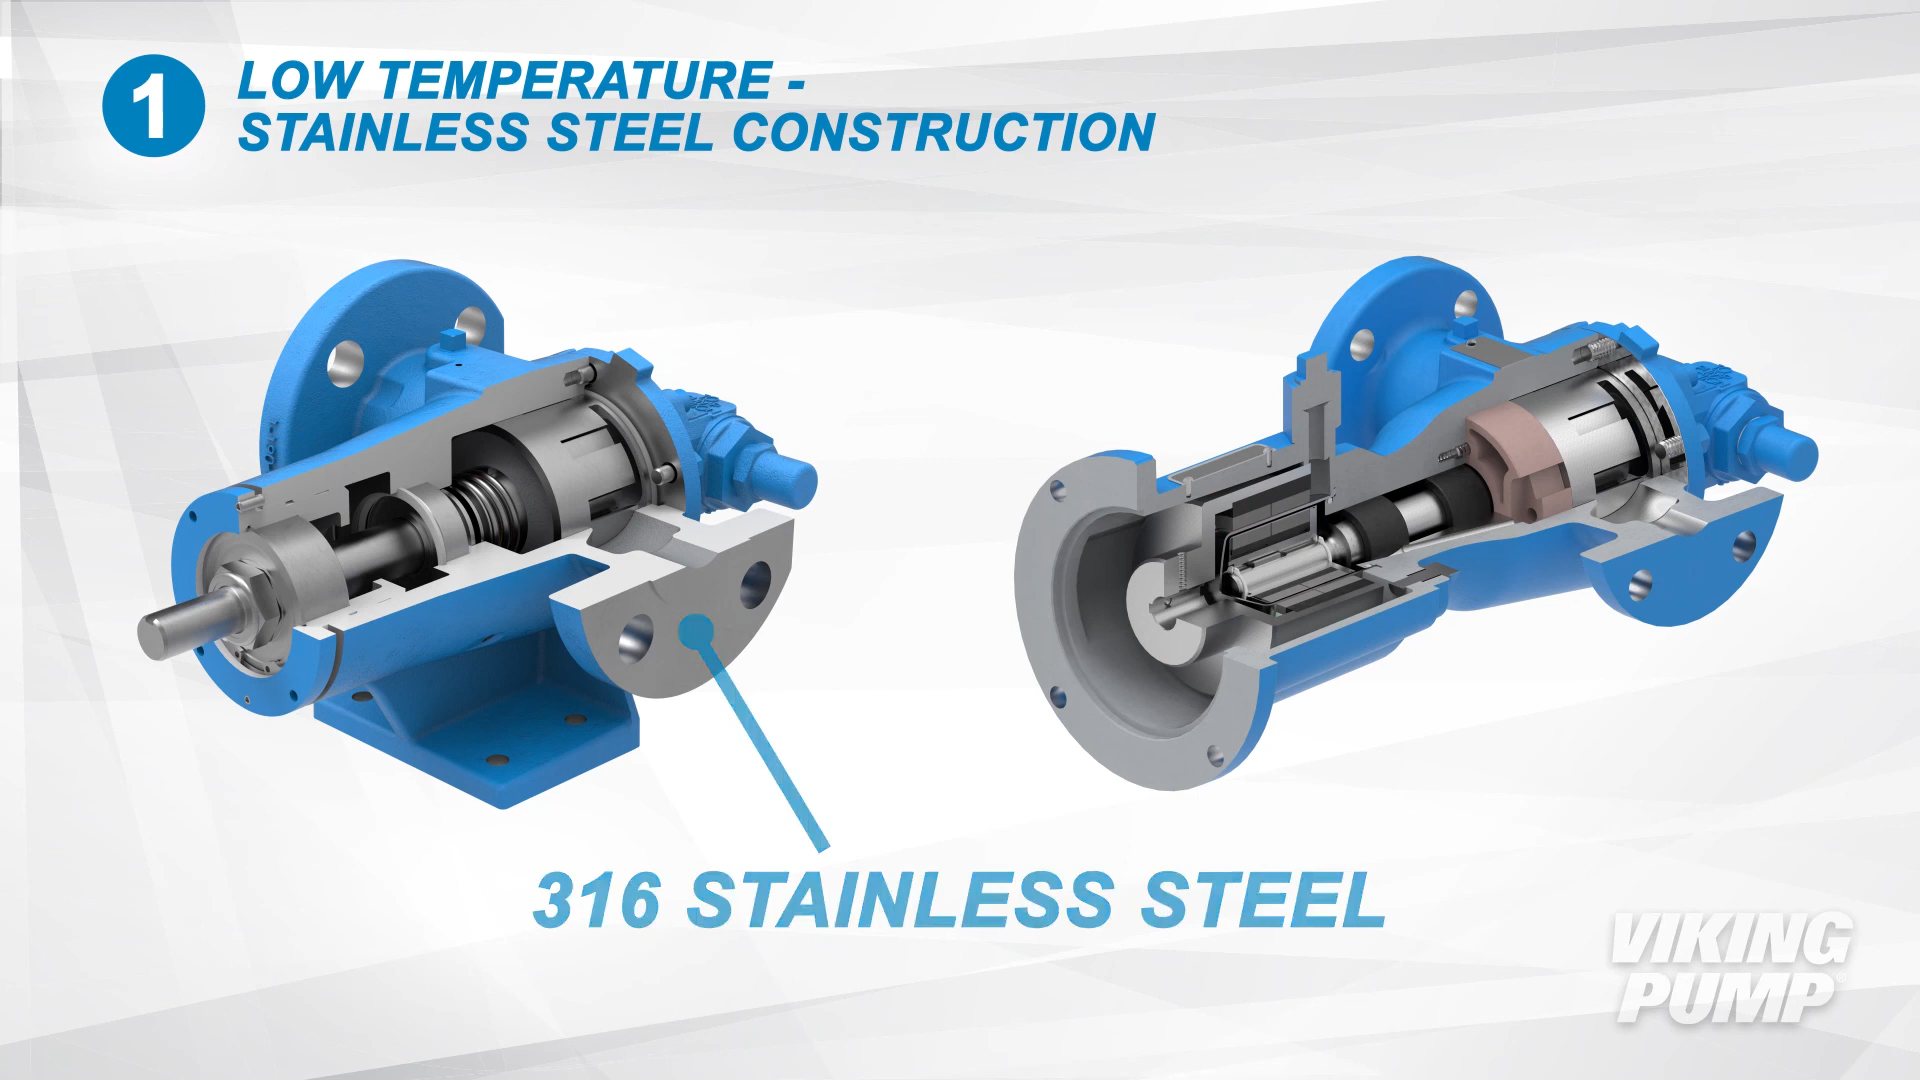 1
LOW TEMPERATURE -
STAINLESS STEEL CONSTRUCTION
316 STAINLESS STEEL
VIKING
PUMP®